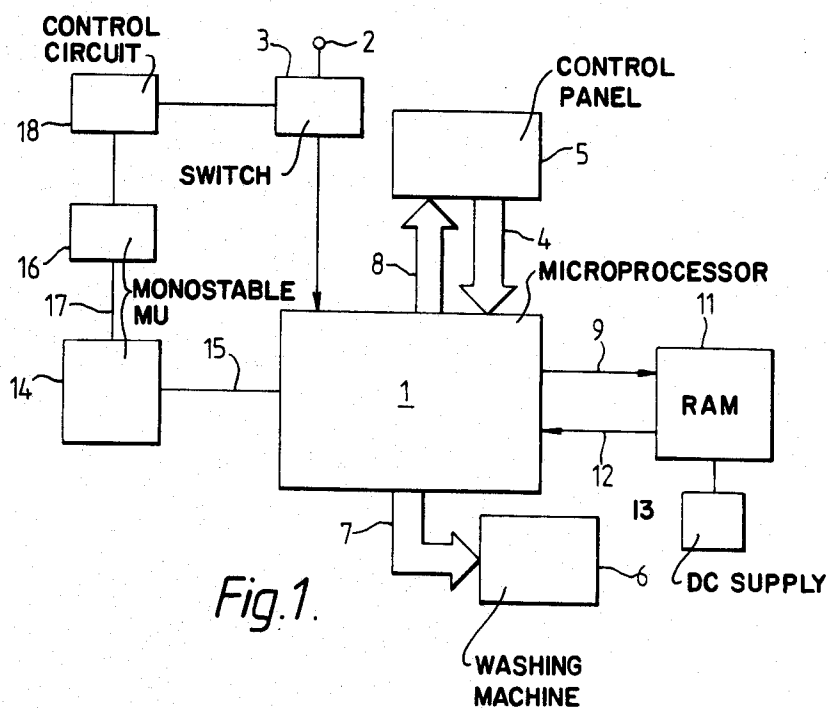 CONTROL
CIRCUIT
3
2
18
SWITCH
CONTROL
PANEL
5
16
8
4
MICROPROCESSOR
17
MONOSTABLE
MU
15
14
1
9
11
RAM
12
13
7
6
DC SUPPLY
Fig.1.
WASHING
MACHINE